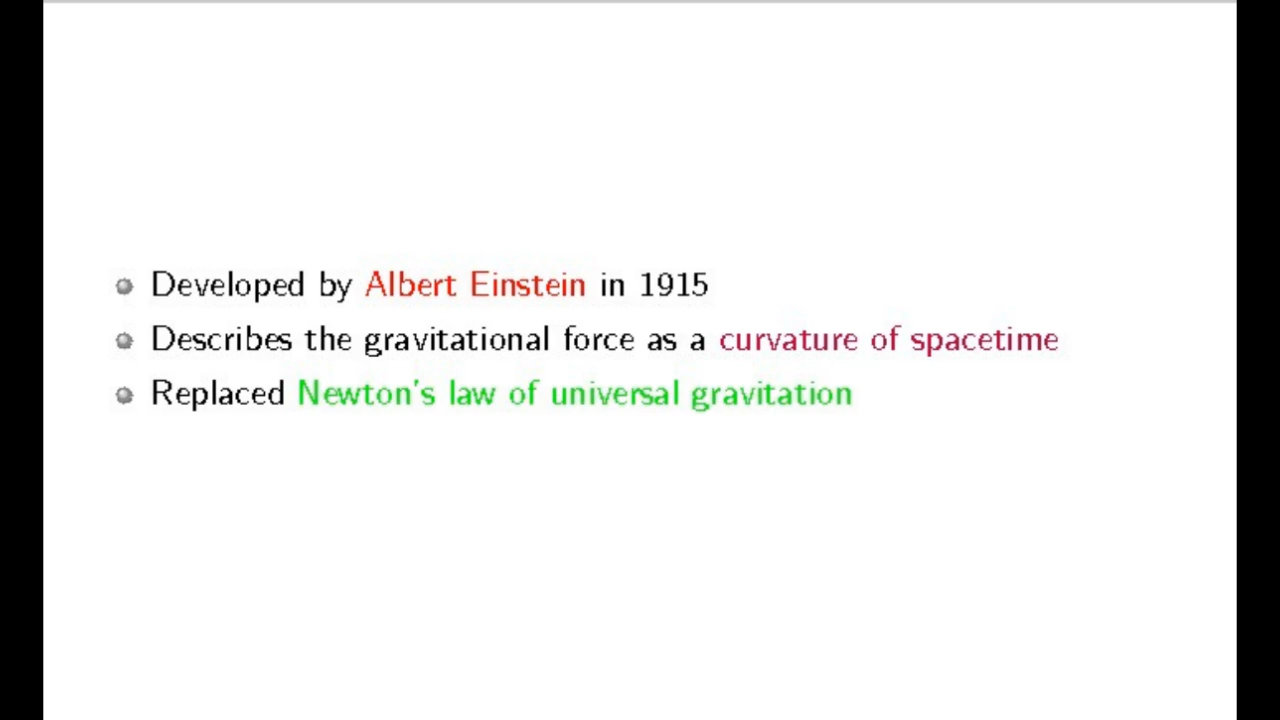 Developed by Albert Einstein in 1915
Describes the gravitational force as a curvature of spacetime
Replaced Newton's law of universal gravitation